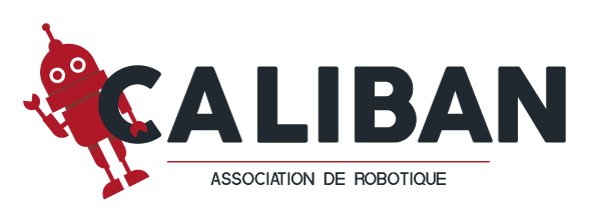 CALIBAN
ASSOCIATION DE ROBOTIQUE